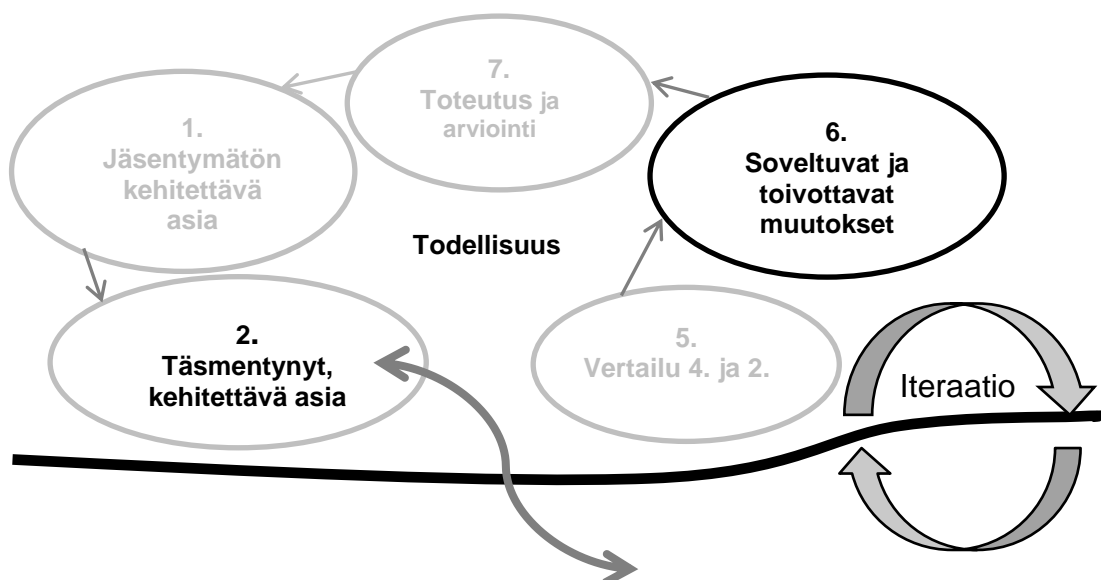 1.
Jäsentymätön
kehitettävä
asia
7.
Toteutus ja
arviointi
6.
Soveltuvat ja
toivottavat
muutokset
Todellisuus
2.
Täsmentynyt,
kehitettävä asia
5.
Vertailu 4. ja 2.
Iteraatio